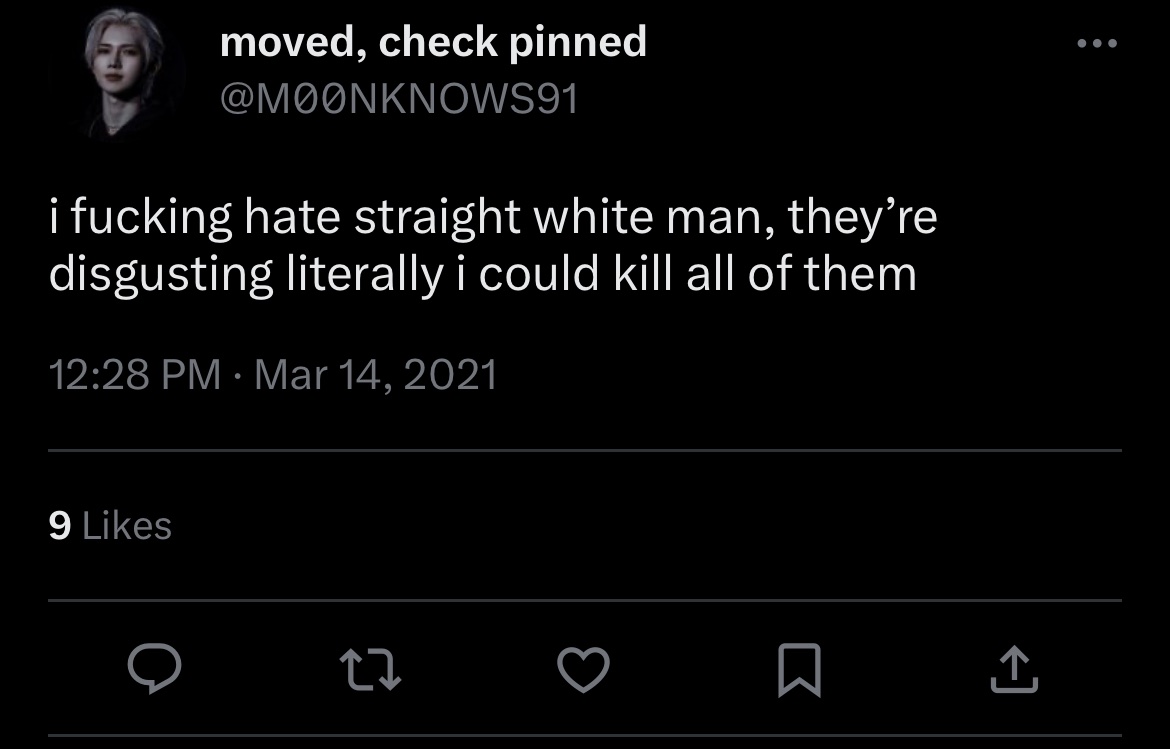 moved, check pinned
@M00NKNOWS91
i fucking hate straight white man, they’re
disgusting literally i could kill all of them
12:28 PM · Mar 14, 2021
9 Likes